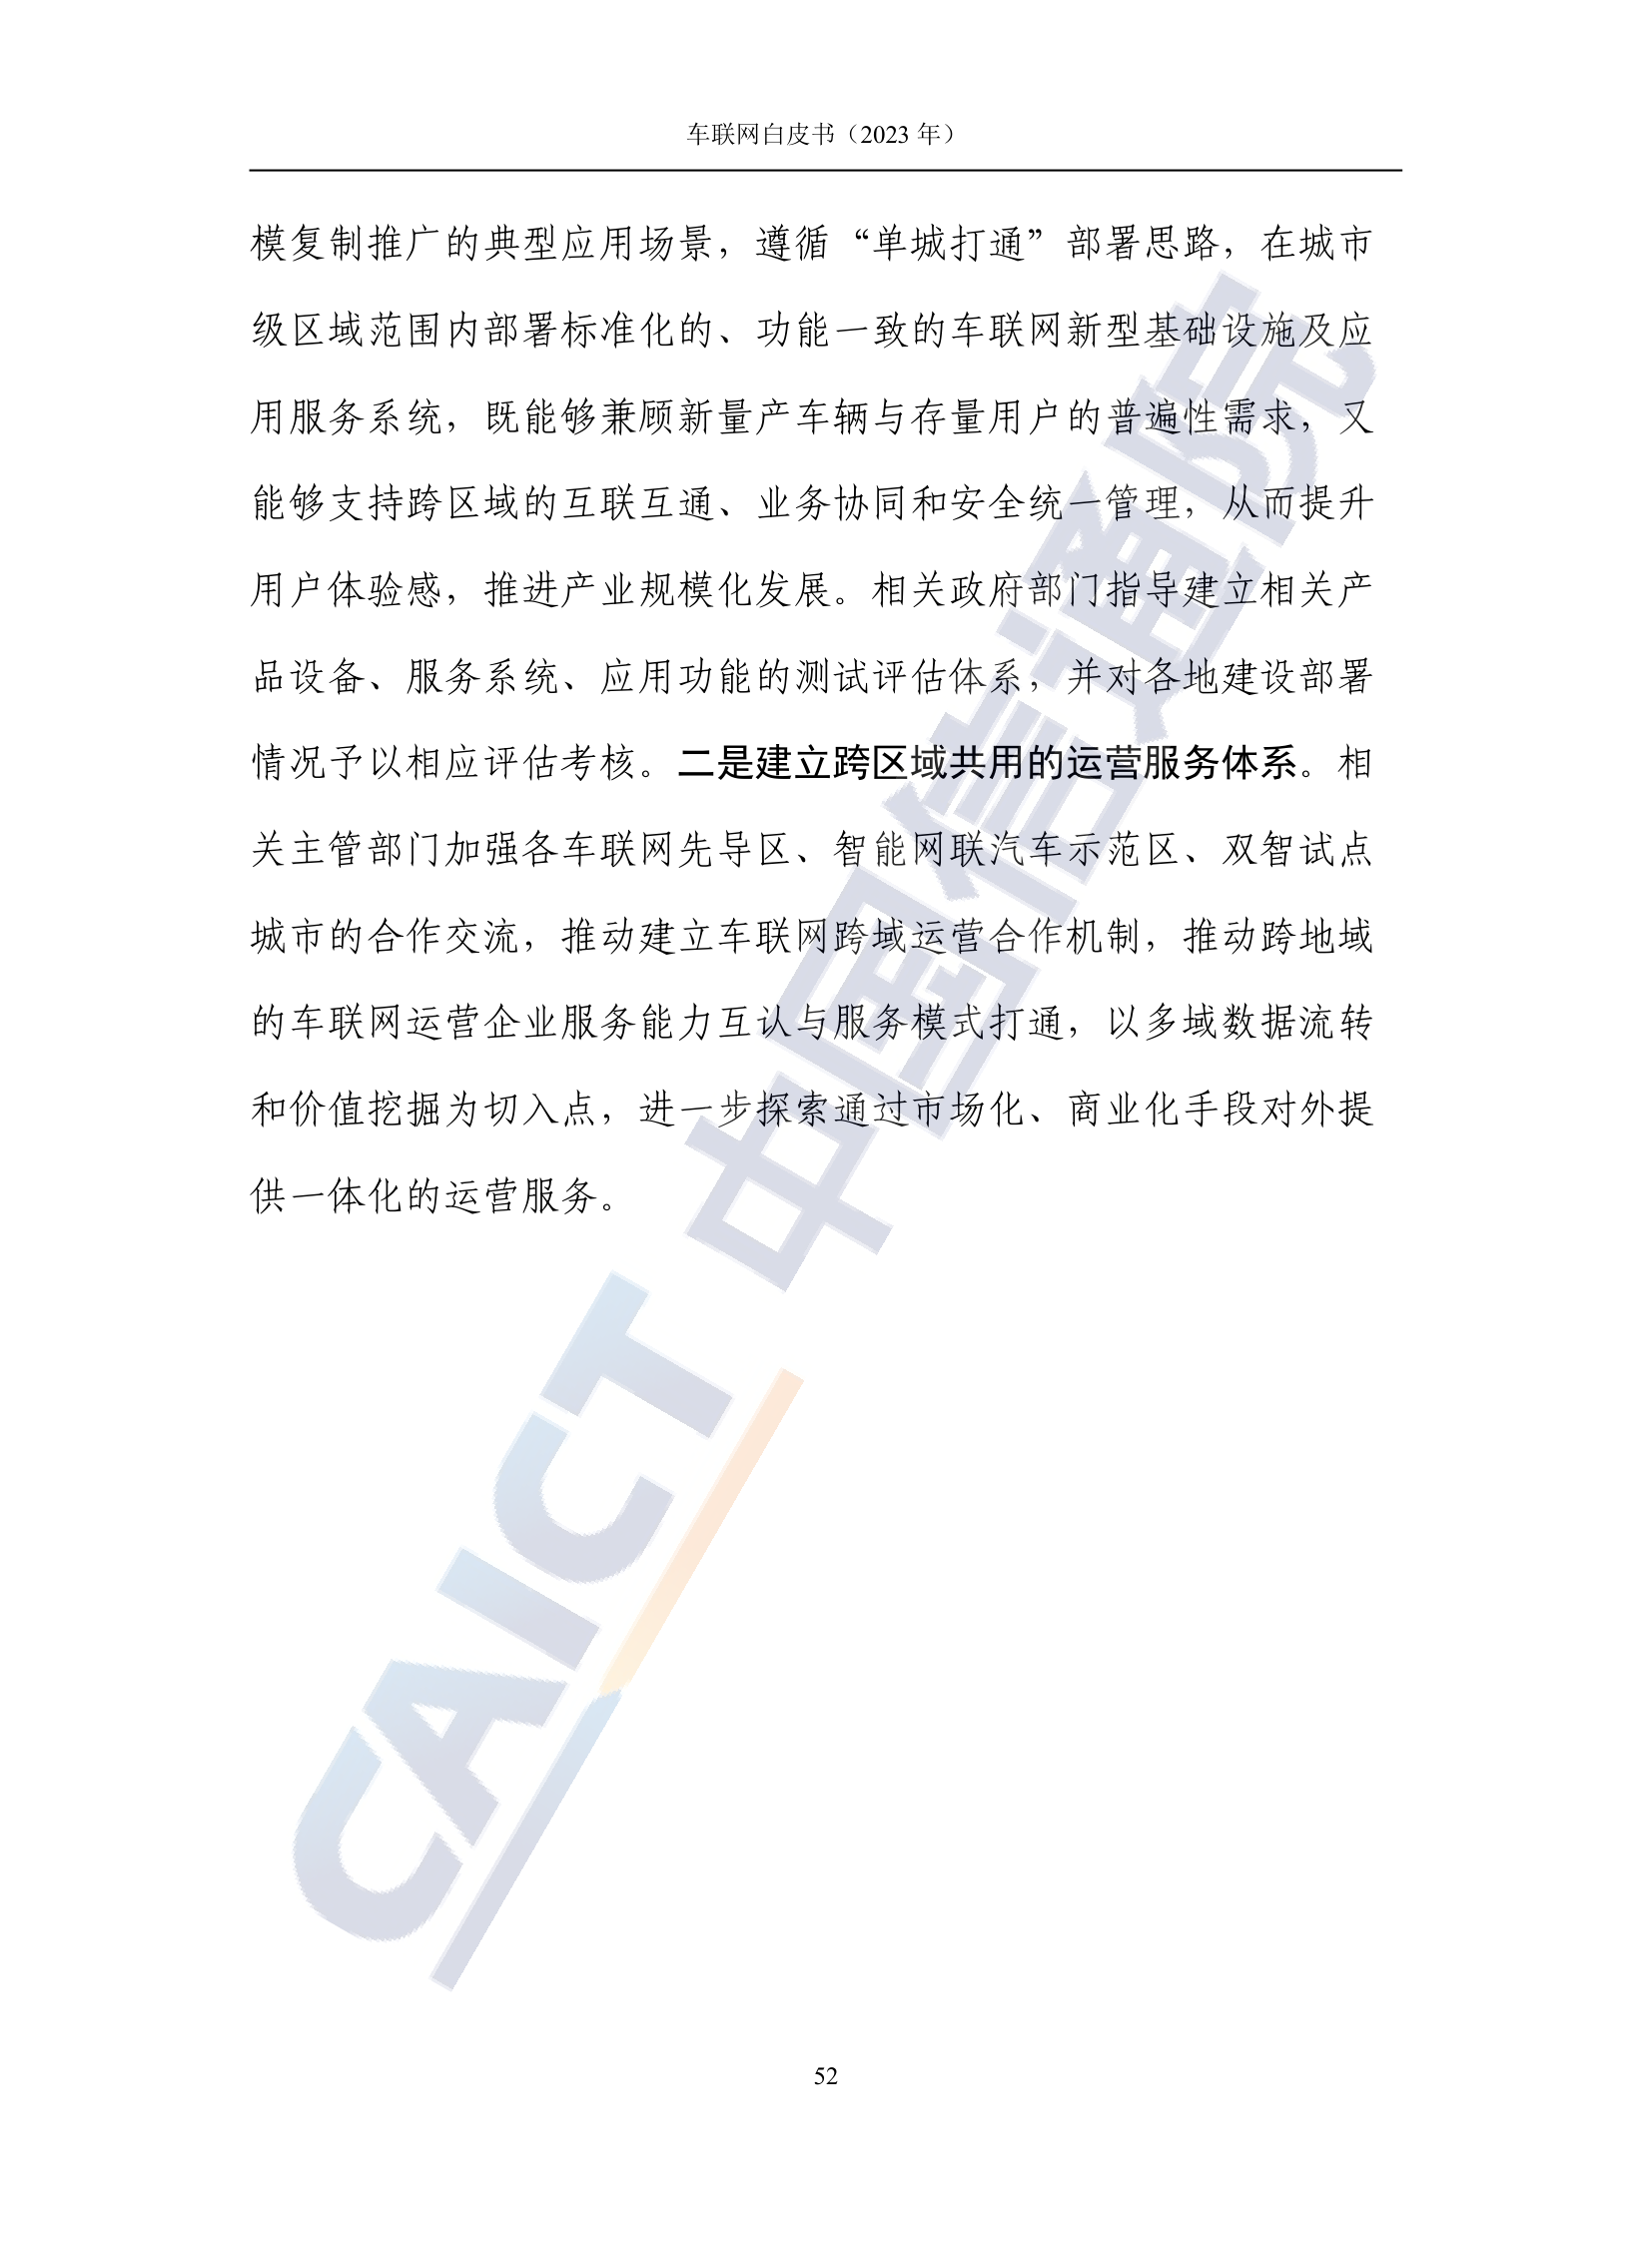 车联网白皮书（2023 年）
模复制推广的典型应用场景，遵循“单城打通”部署思路，在城市
级区域范围内部署标准化的、功能一致的车联网新型基础设施及应
用服务系统，既能够兼顾新量产车辆与存量用户的普遍性需求，又
能够支持跨区域的互联互通、业务协同和安全统一管理，从而提升
用户体验感，推进产业规模化发展。相关政府部门指导建立相关产
品设备、服务系统、应用功能的测试评估体系，并对各地建设部署
情况予以相应评估考核。二是建立跨区域共用的运营服务体系。相
关主管部门加强各车联网先导区、智能网联汽车示范区、双智试点
城市的合作交流，推动建立车联网跨域运营合作机制，推动跨地域
的车联网运营企业服务能力互认与服务模式打通，以多域数据流转
和价值挖掘为切入点，进一步探索通过市场化、商业化手段对外提
供一体化的运营服务。
CAICT 中国信通院
52